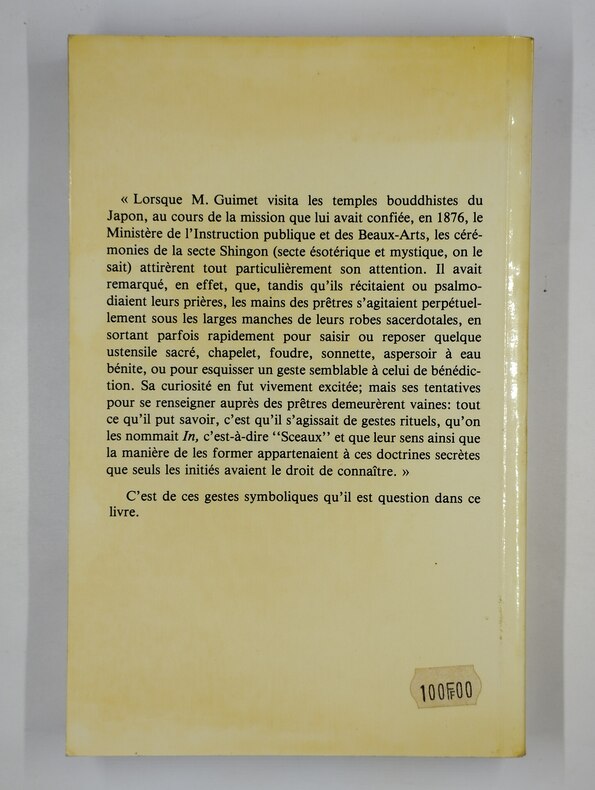 « Lorsque M. Guimet visita les temples bouddhistes du
Japon, au cours de la mission que lui avait confiée, en 1876, le
Ministère de l'Instruction publique et des Beaux-Arts, les céré-
monies de la secte Shingon (secte ésotérique et mystique, on le
sait) attirèrent tout particulièrement son attention. Il avait
remarqué, en effet, que, tandis qu'ils récitaient ou psalmo-
diaient leurs prières, les mains des prêtres s'agitaient perpétuel-
lement sous les larges manches de leurs robes sacerdotales, en
sortant parfois rapidement pour saisir ou reposer quelque
ustensile sacré, chapelet, foudre, sonnette, aspersoir à eau
bénite, ou pour esquisser un geste semblable à celui de bénédic-
tion. Sa curiosité en fut vivement excitée; mais ses tentatives
pour se renseigner auprès des prêtres demeurèrent vaines: tout
ce qu'il put savoir, c'est qu'il s'agissait de gestes rituels, qu'on
les nommait In, c'est-à-dire "Sceaux" et que leur sens ainsi que
la manière de les former appartenaient à ces doctrines secrètes
que seuls les initiés avaient le droit de connaître. »
C'est de ces gestes symboliques qu'il est question dans ce
livre.
100F00